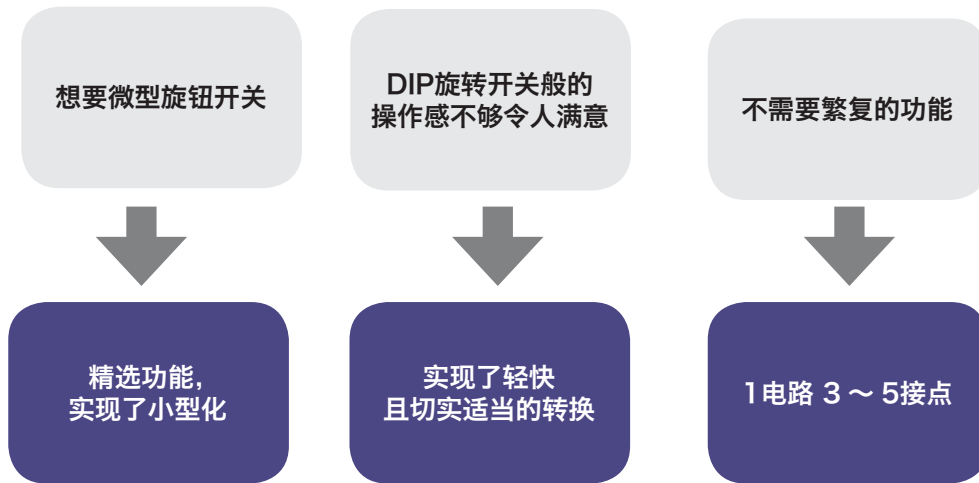 想要微型旋钮开关
DIP旋转开关般的
操作感不够令人满意
不需要繁复的功能
精选功能，
实现了小型化
实现了轻快
且切实适当的转换
1电路 3 ～ 5接点